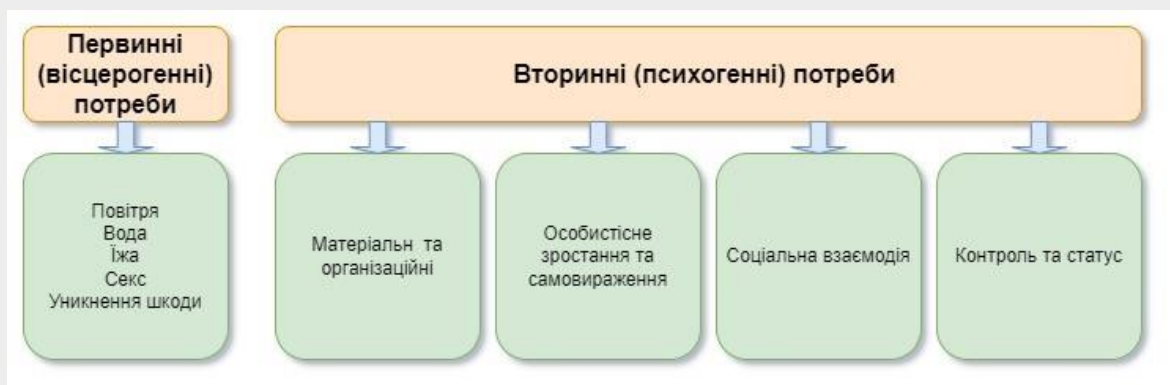 Первинні
(вісцерогенні)
потреби
Вторинні (психогенні) потреби
Повітря
Вода
Їжа
Секс
Уникнення шкоди
Матеріальн та
організаційні
Особистісне
зростання та
самовираження
Соціальна взаємодія
Контроль та статус